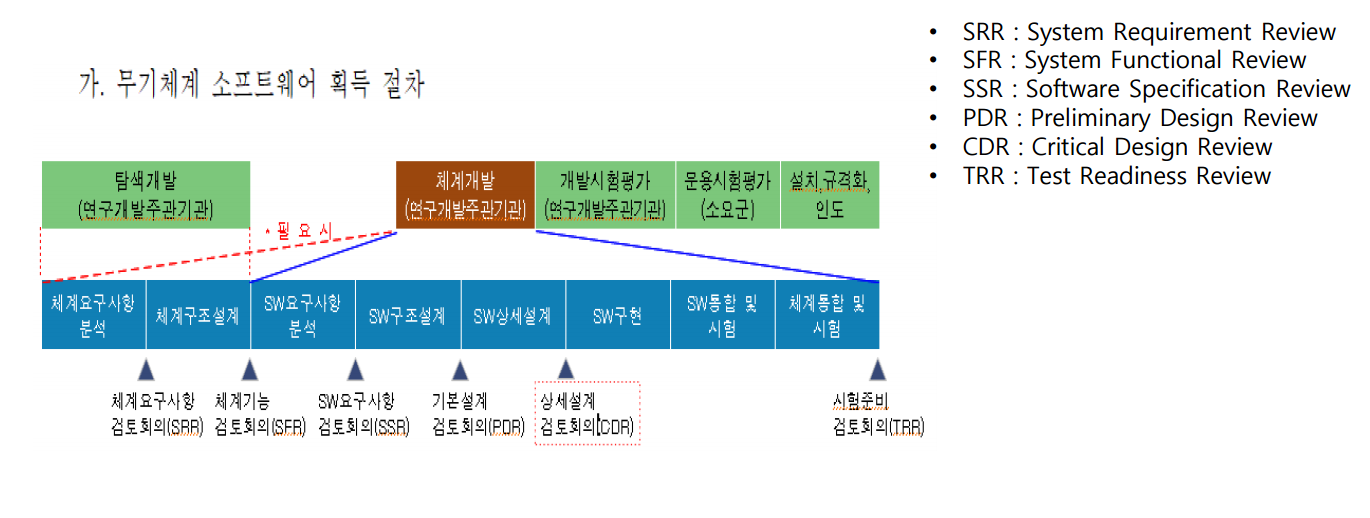 가. 무기체계 소프트웨어 획득 절차
• SRR : System Requirement Review
• SFR : System Functional Review
• SSR : Software Specification Review
• PDR : Preliminary Design Review
• CDR : Critical Design Review
• TRR : Test Readiness Review
탐색개발
(연구개발주관기관)
체계개발
(연구개발주관기관)
개발시험평가
(연구개발주관기관)
운용시험평가
(소요군)
설치,규격화,
인도
* 필 요 시
체계요구사항
분석
체계구조설계
SW요구사항
분석
SW구조설계
SW상세설계
SW구현
SW통합 및
시험
체계통합 및
시험
체계요구사항
검토회의(SRR)
체계기능
검토회의(SFR)
SW요구사항
검토회의(SSR)
기본설계
검토회의(PDR)
상세설계
검토회의(CDR)
시험준비
검토회의(TRR)